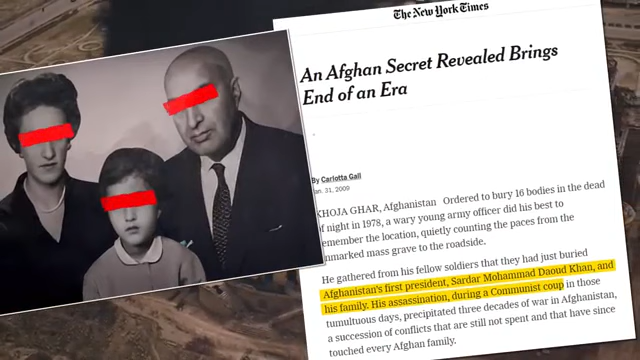 The New York Times
An Afghan Secret Revealed Brings
End of an Era
By Carlotta Gall
Jan. 31, 2009
KHOJA GHAR, Afghanistan Ordered to bury 16 bodies in the dead
of night in 1978, a wary young army officer did his best to
remember the location, quietly counting the paces from the
unmarked mass grave to the roadside.
He gathered from his fellow soldiers that they had just buried
Afghanistan's first president, Sardar Mohammad Daoud Khan, and
his family. His assassination, during a Communist coup in those
tumultuous days, precipitated three decades of war in Afghanistan,
a succession of conflicts that are still not spent and that have since
touched every Afghan family.